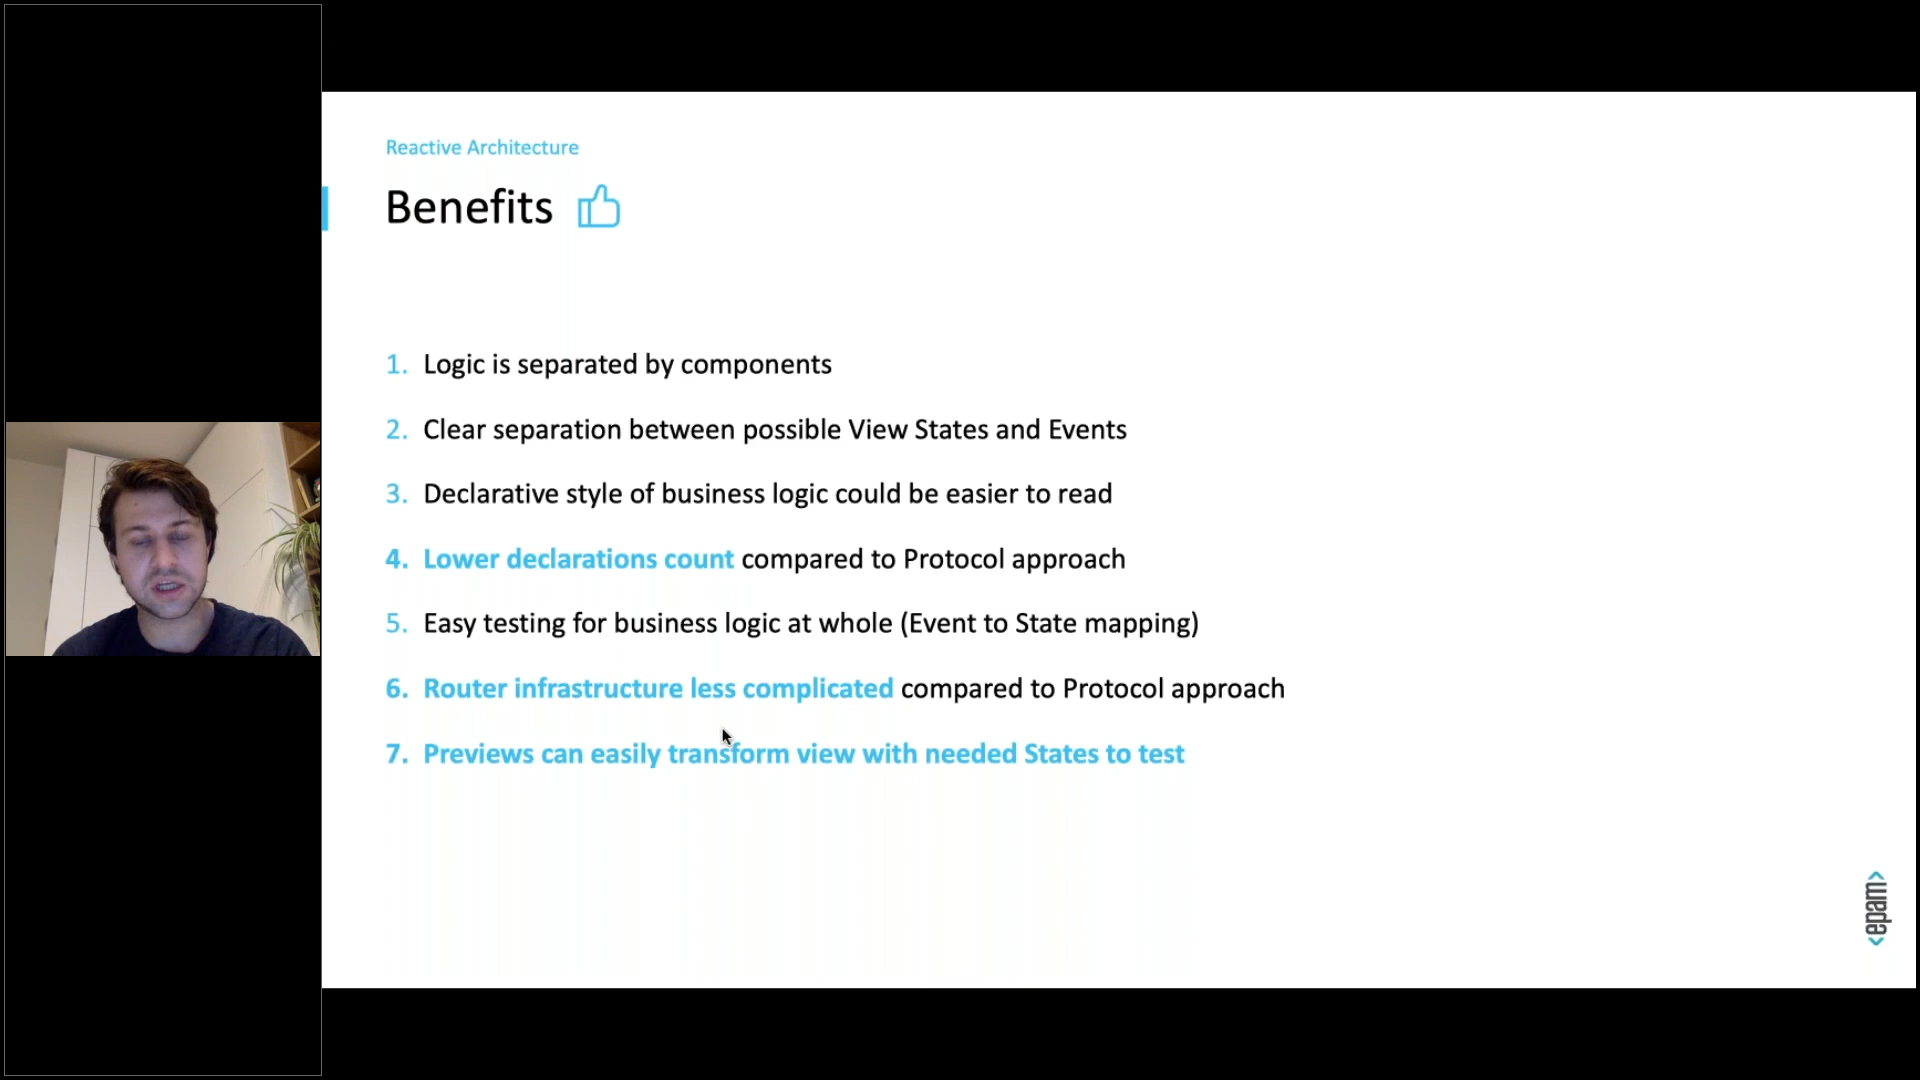 Reactive Architecture
Benefits
1. Logic is separated by components
2. Clear separation between possible View States and Events
3. Declarative style of business logic could be easier to read
4. Lower declarations count compared to Protocol approach
5. Easy testing for business logic at whole (Event to State mapping)
6. Router infrastructure less complicated compared to Protocol approach
7. Previews can easily transform view with needed States to test
<epam>